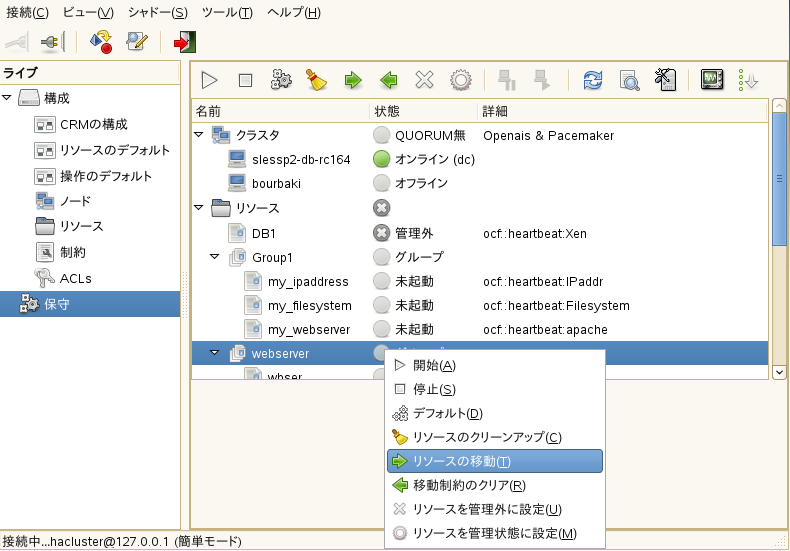 接続(C) ビュー(V) シャドー(S) ツール(T) ヘルプ(H)
ライブ
構成
CRMの構成
リソースのデフォルト
操作のデフォルト
ノード
リソース
制約
ACLs
保守
名前 状態 詳細
クラスタ QUORUM無 Openais & Pacemaker
slessp2-db-rc164 オンライン (dc)
bourbaki オフライン
リソース
DB1 管理外 ocf::heartbeat:Xen
Group1 グループ
my_ipaddress 未起動 ocf::heartbeat:IPaddr
my_filesystem 未起動 ocf::heartbeat:Filesystem
my_webserver 未起動 ocf::heartbeat:apache
webserver
開始(A)
停止(S)
デフォルト(D)
リソースのクリーンアップ(C)
リソースの移動(T)
移動制約のクリア(R)
リソースを管理外に設定(U)
リソースを管理状態に設定(M)
接続中...hacluster@127.0.0.1 (簡単モード)